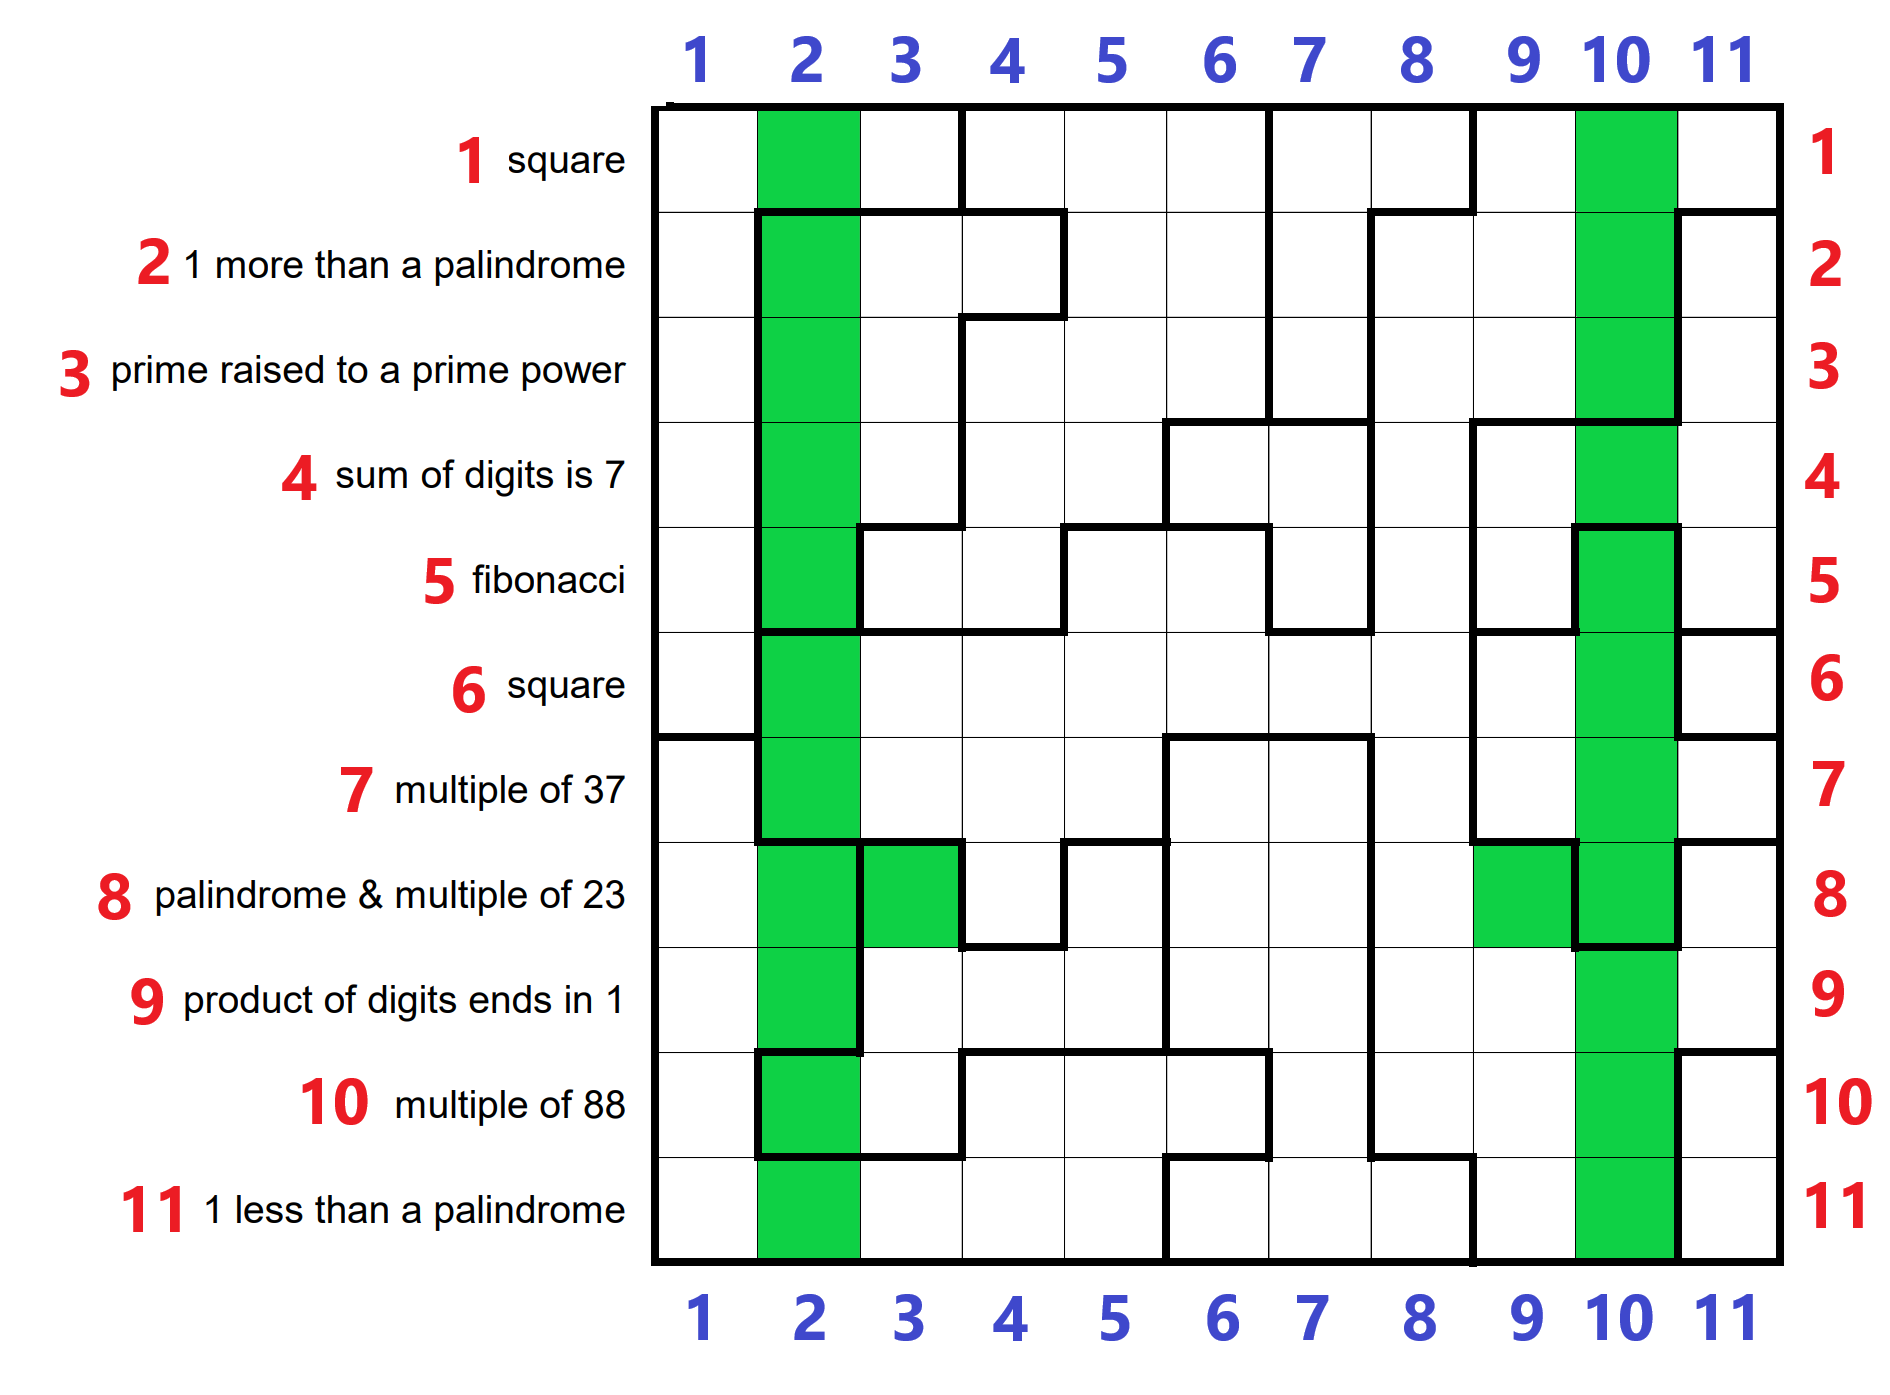 1 2 3 4 5 6 7 8 9 10 11
1 square 1
2 1 more than a palindrome 2
3 prime raised to a prime power 3
4 sum of digits is 7 4
5 fibonacci 5
6 square 6
7 multiple of 37 7
8 palindrome & multiple of 23 8
9 product of digits ends in 1 9
10 multiple of 88 10
11 1 less than a palindrome 11
1 2 3 4 5 6 7 8 9 10 11